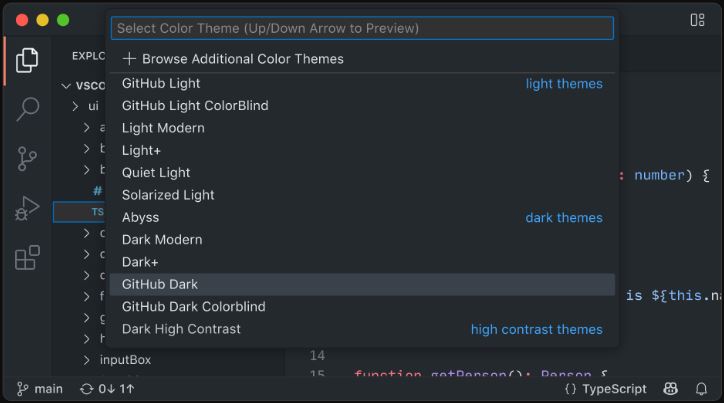 Select Color Theme (Up/Down Arrow to Preview)
EXPLO
+ Browse Additional Color Themes
VSCO
GitHub Light light themes
ui
GitHub Light ColorBlind
a
Light Modern
b
Light+
b
Quiet Light : number) {
#
Solarized Light
TS
Abyss dark themes
c
Dark Modern
c
Dark+
c
GitHub Dark
f
is ${this.na
GitHub Dark Colorblind
g
Dark High Contrast high contrast themes
h
14
inputBox
15 function getPerson(): Person {
main 0↓ 1↑ {} TypeScript